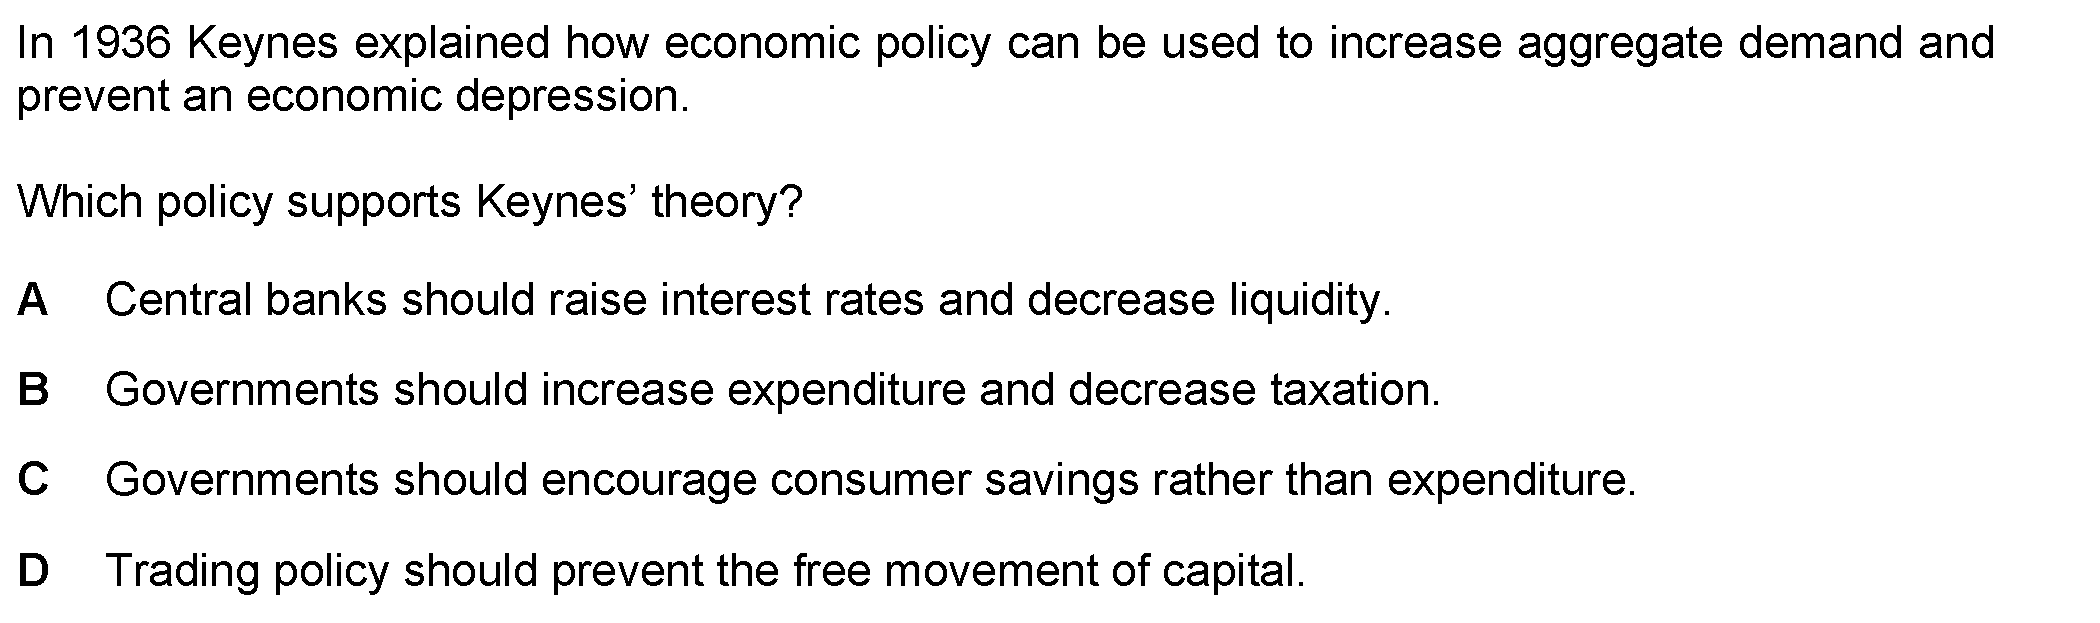 In 1936 Keynes explained how economic policy can be used to increase aggregate demand and
prevent an economic depression.
Which policy supports Keynes’ theory?
A Central banks should raise interest rates and decrease liquidity.
B Governments should increase expenditure and decrease taxation.
C Governments should encourage consumer savings rather than expenditure.
D Trading policy should prevent the free movement of capital.